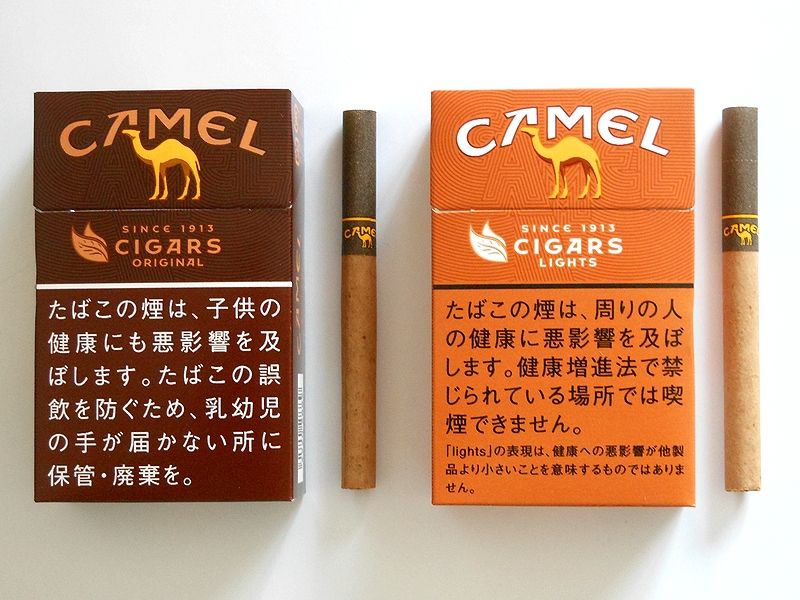 CAMEL
SINCE 1913
CIGARS
ORIGINAL
たばこの煙は、子供の
健康にも悪影響を及
ぼします。たばこの誤
飲を防ぐため、乳幼児
の手が届かない所に
保管・廃棄を。
CAMEL
CAMEL
SINCE 1913
CIGARS
LIGHTS
たばこの煙は、周りの人
の健康に悪影響を及ぼ
します。健康増進法で禁
じられている場所では喫
煙できません。
「lights」の表現は、健康への悪影響が他製
品より小さいことを意味するものではありま
せん。
CAMEL